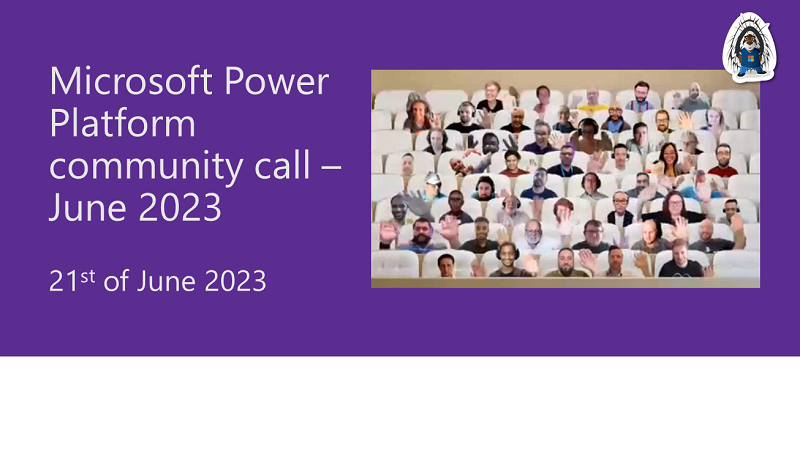 Microsoft Power
Platform
community call –
June 2023
21st of June 2023